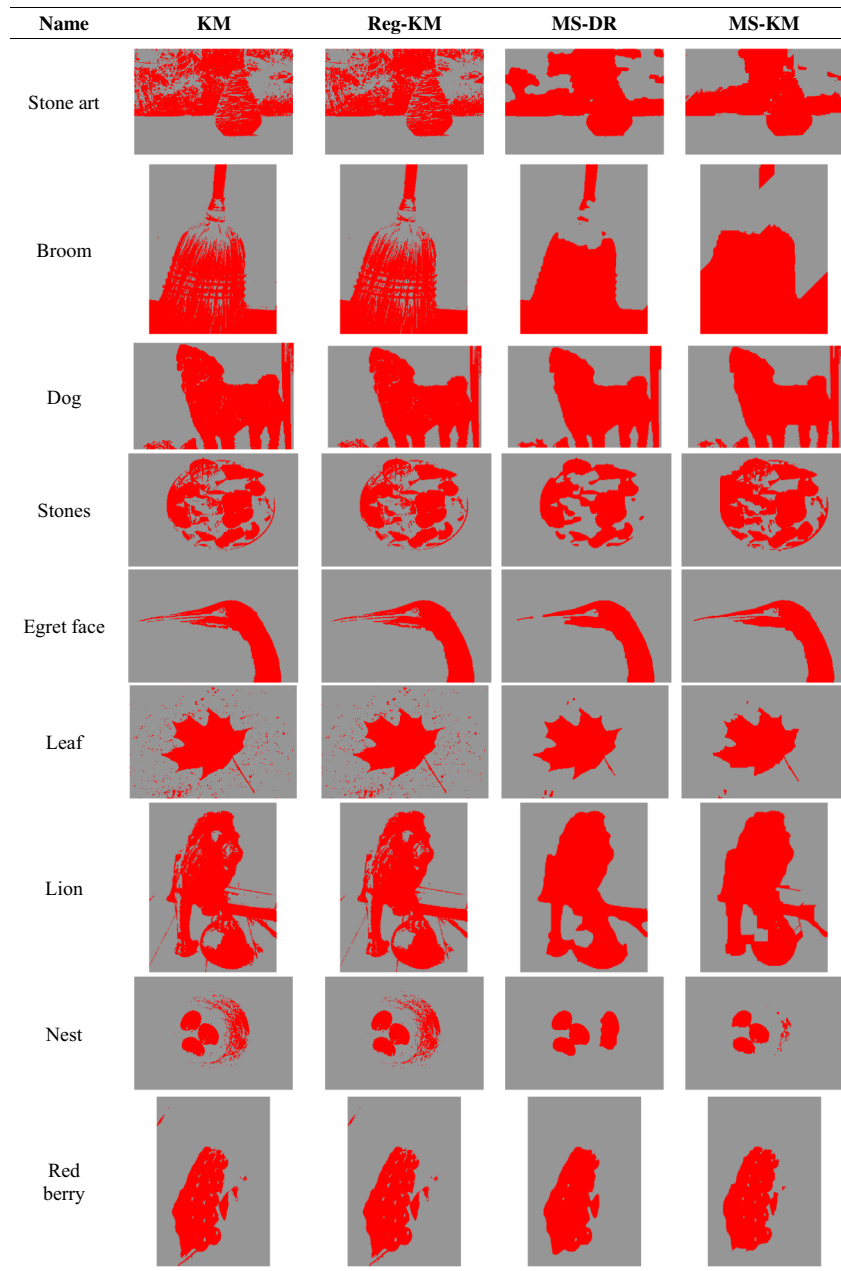 Name KM Reg-KM MS-DR MS-KM
Stone art
Broom
Dog
Stones
Egret face
Leaf
Lion
Nest
Red
berry